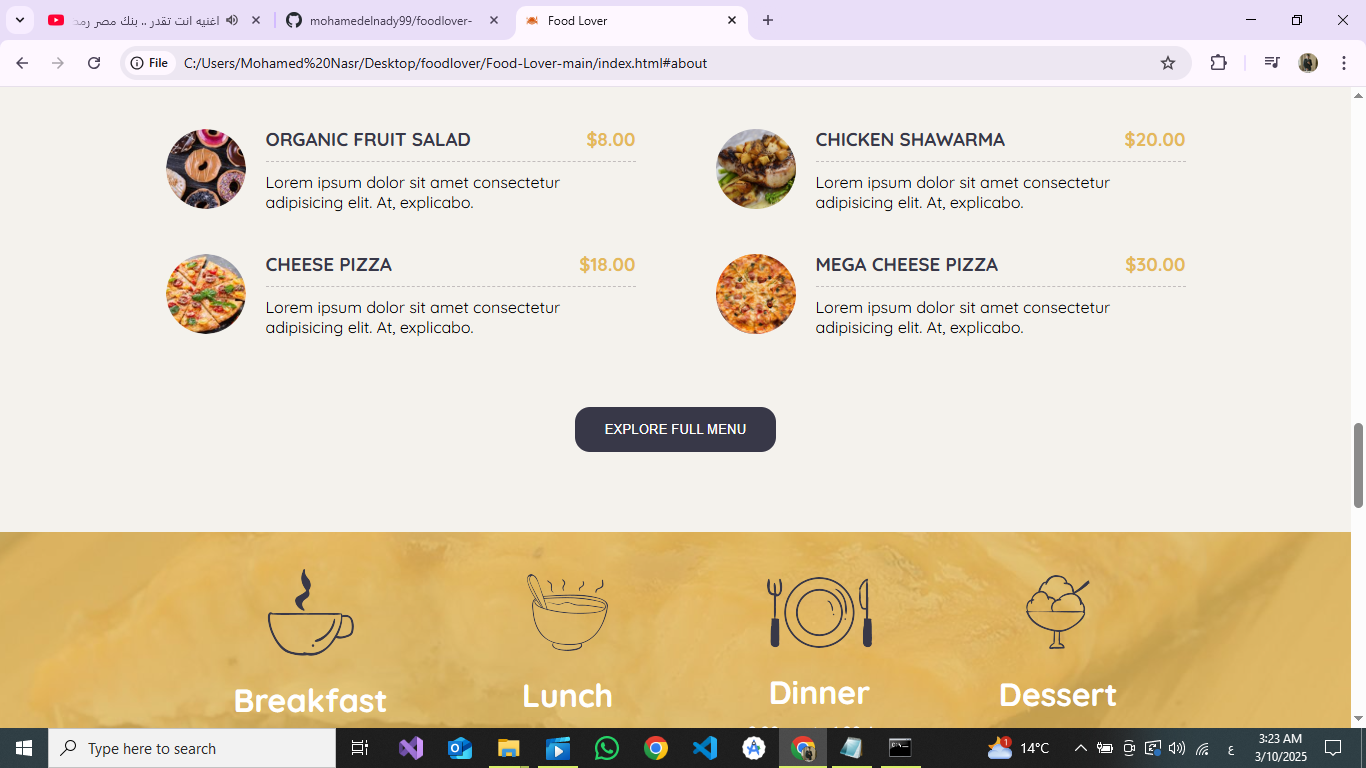 اغنيه انت تقدر .. بنك مصر رمض
mohamedelnady99/foodlover-
Food Lover
File
C:/Users/Mohamed%20Nasr/Desktop/foodlover/Food-Lover-main/index.html#about
ORGANIC FRUIT SALAD $8.00
Lorem ipsum dolor sit amet consectetur
adipisicing elit. At, explicabo.
CHICKEN SHAWARMA $20.00
Lorem ipsum dolor sit amet consectetur
adipisicing elit. At, explicabo.
CHEESE PIZZA $18.00
Lorem ipsum dolor sit amet consectetur
adipisicing elit. At, explicabo.
MEGA CHEESE PIZZA $30.00
Lorem ipsum dolor sit amet consectetur
adipisicing elit. At, explicabo.
EXPLORE FULL MENU
Breakfast
Lunch
Dinner
Dessert
Type here to search
1
14°C
ع
3:23 AM
3/10/2025